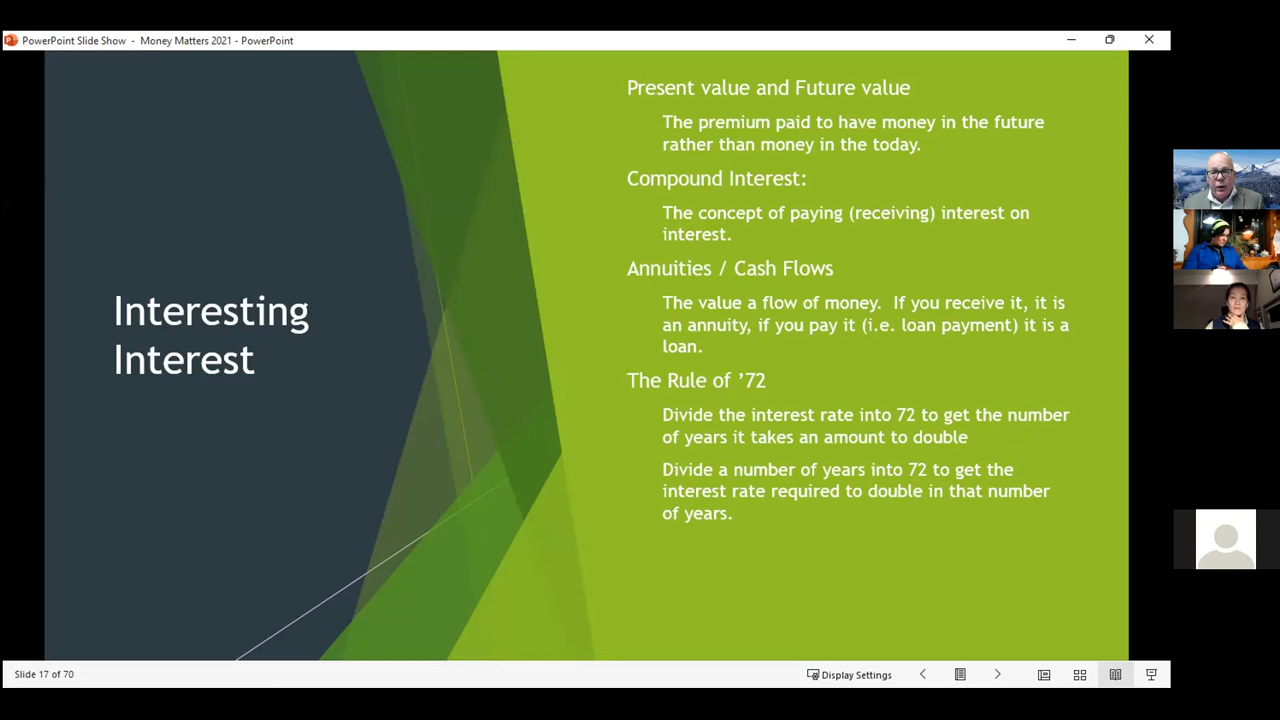 PowerPoint Slide Show - Money Matters 2021 - PowerPoint
Interesting
Interest
Present value and Future value
The premium paid to have money in the future
rather than money in the today.
Compound Interest:
The concept of paying (receiving) interest on
interest.
Annuities / Cash Flows
The value a flow of money. If you receive it, it is
an annuity, if you pay it (i.e. loan payment) it is a
loan.
The Rule of ’72
Divide the interest rate into 72 to get the number
of years it takes an amount to double
Divide a number of years into 72 to get the
interest rate required to double in that number
of years.
Slide 17 of 70
Display Settings